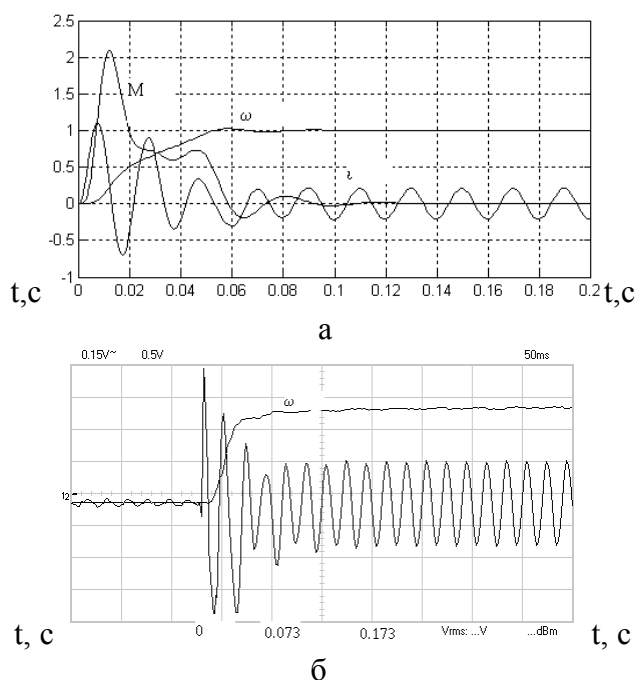 2.5
2
1.5
1
0.5
0
-0.5
-1
M
ω
ι
0 0.02 0.04 0.06 0.08 0.1 0.12 0.14 0.16 0.18 0.2
t,c t,c
а
0.15V~ 0.5V 50ms
ω
12
0 0.073 0.173 Vrms: ...V ...dBm
t, c t, c
б